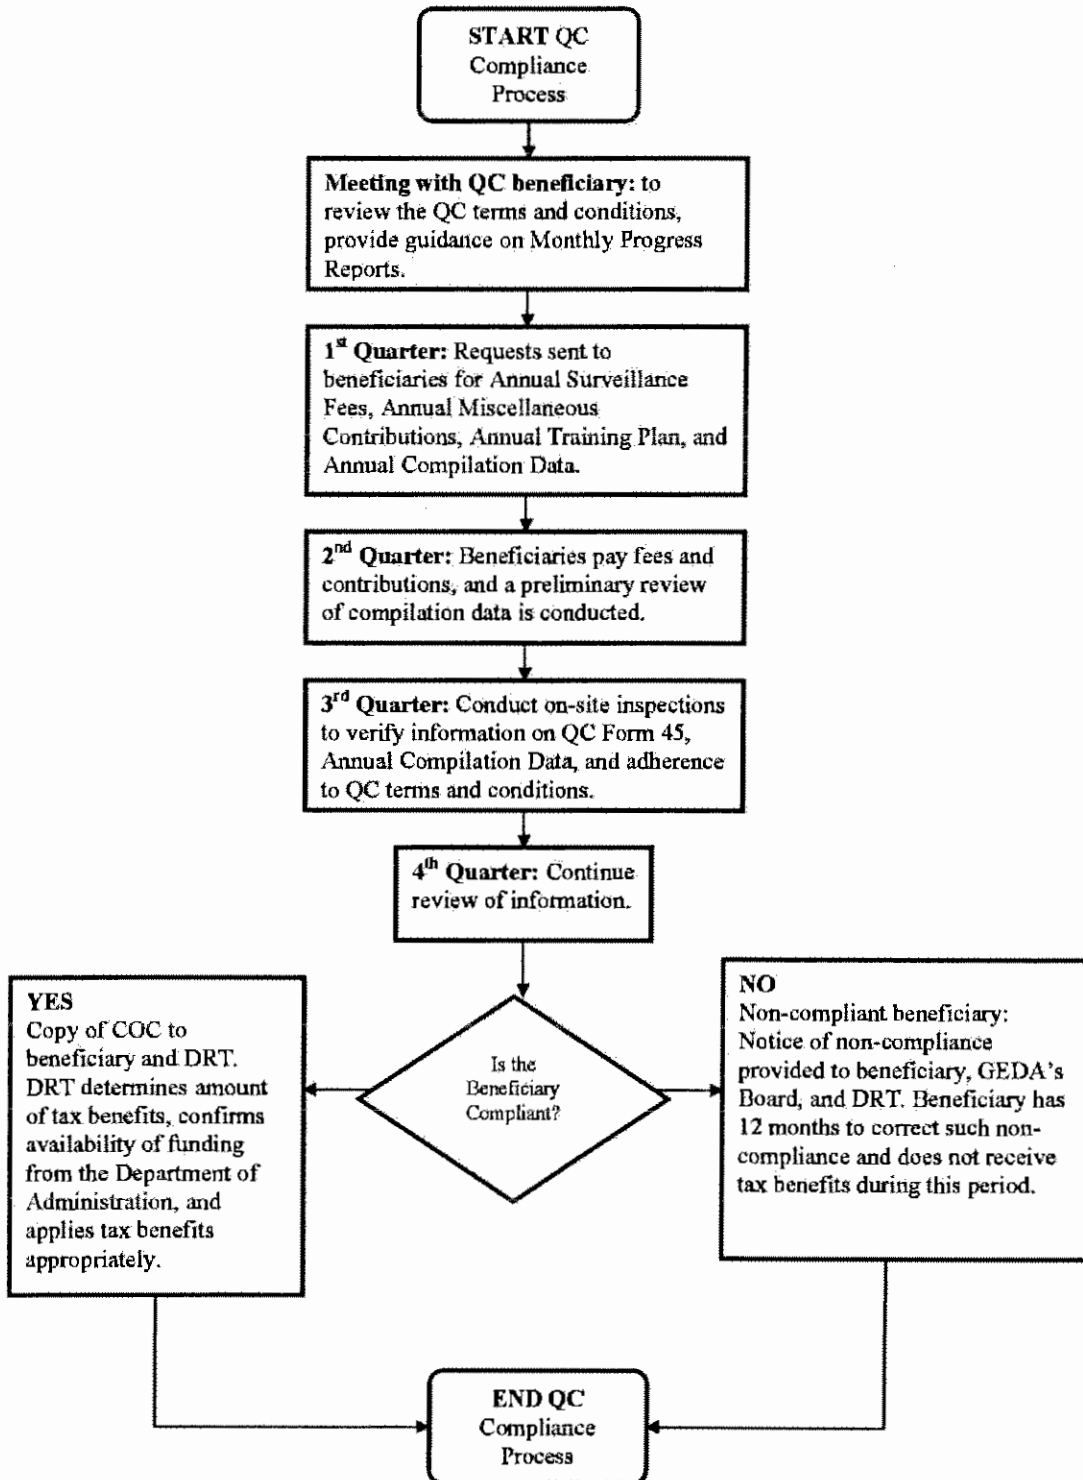 START QC
Compliance
Process
Meeting with QC beneficiary: to
review the QC terms and conditions,
provide guidance on Monthly Progress
Reports.
1st Quarter: Requests sent to
beneficiaries for Annual Surveillance
Fees, Annual Miscellaneous
Contributions, Annual Training Plan, and
Annual Compilation Data.
2nd Quarter: Beneficiaries pay fees and
contributions, and a preliminary review
of compilation data is conducted.
3rd Quarter: Conduct on-site inspections
to verify information on QC Form 45,
Annual Compilation Data, and adherence
to QC terms and conditions.
4th Quarter: Continue
review of information.
Is the
Beneficiary
Compliant?
YES
Copy of COC to
beneficiary and DRT.
DRT determines amount
of tax benefits, confirms
availability of funding
from the Department of
Administration, and
applies tax benefits
appropriately.
NO
Non-compliant beneficiary:
Notice of non-compliance
provided to beneficiary, GEDA's
Board, and DRT. Beneficiary has
12 months to correct such non-
compliance and does not receive
tax benefits during this period.
END QC
Compliance
Process